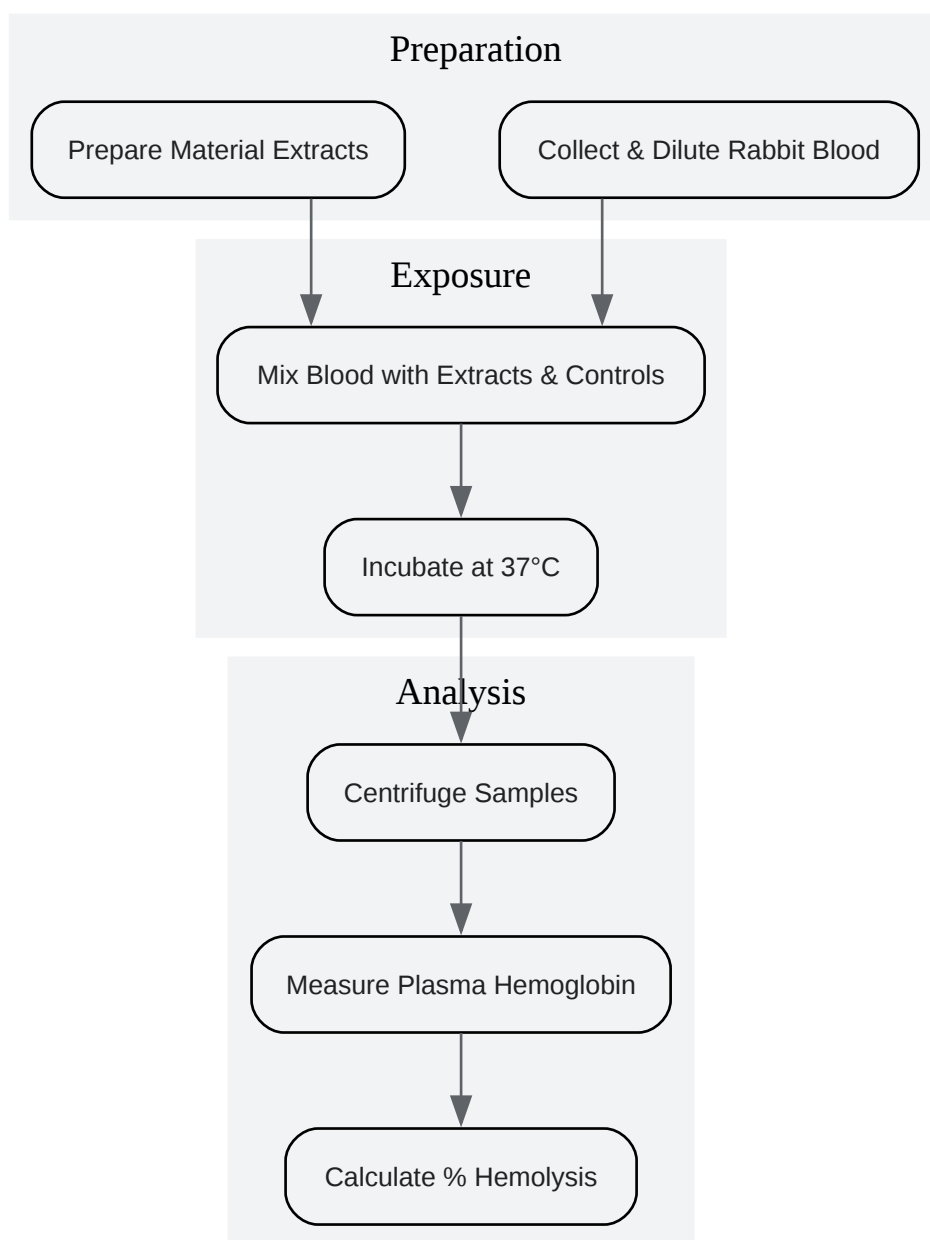 Preparation
Prepare Material Extracts
Collect & Dilute Rabbit Blood
Exposure
Mix Blood with Extracts & Controls
Incubate at 37°C
Analysis
Centrifuge Samples
Measure Plasma Hemoglobin
Calculate % Hemolysis